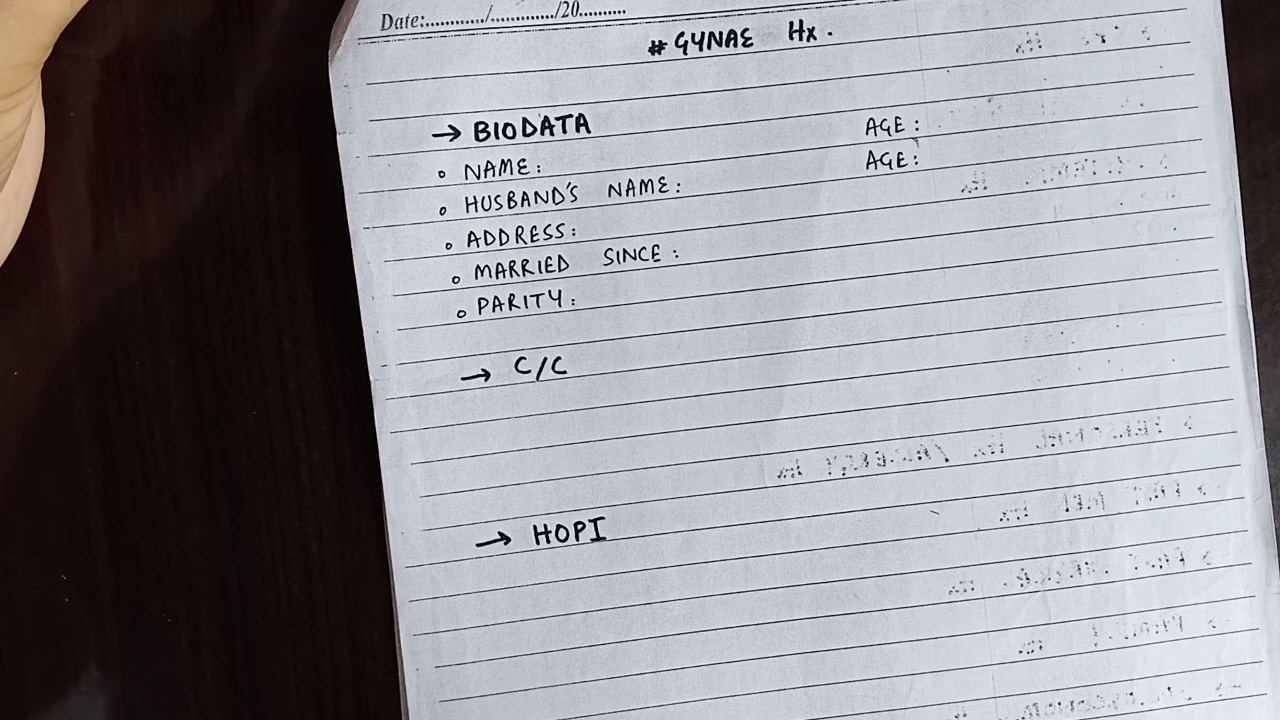 Date:............/............./20..........
# GYNAE Hx.
→ BIODATA
• NAME: AGE:
• HUSBAND'S NAME: AGE:
• ADDRESS:
• MARRIED SINCE:
• PARITY:
→ C/C
→ HOPI